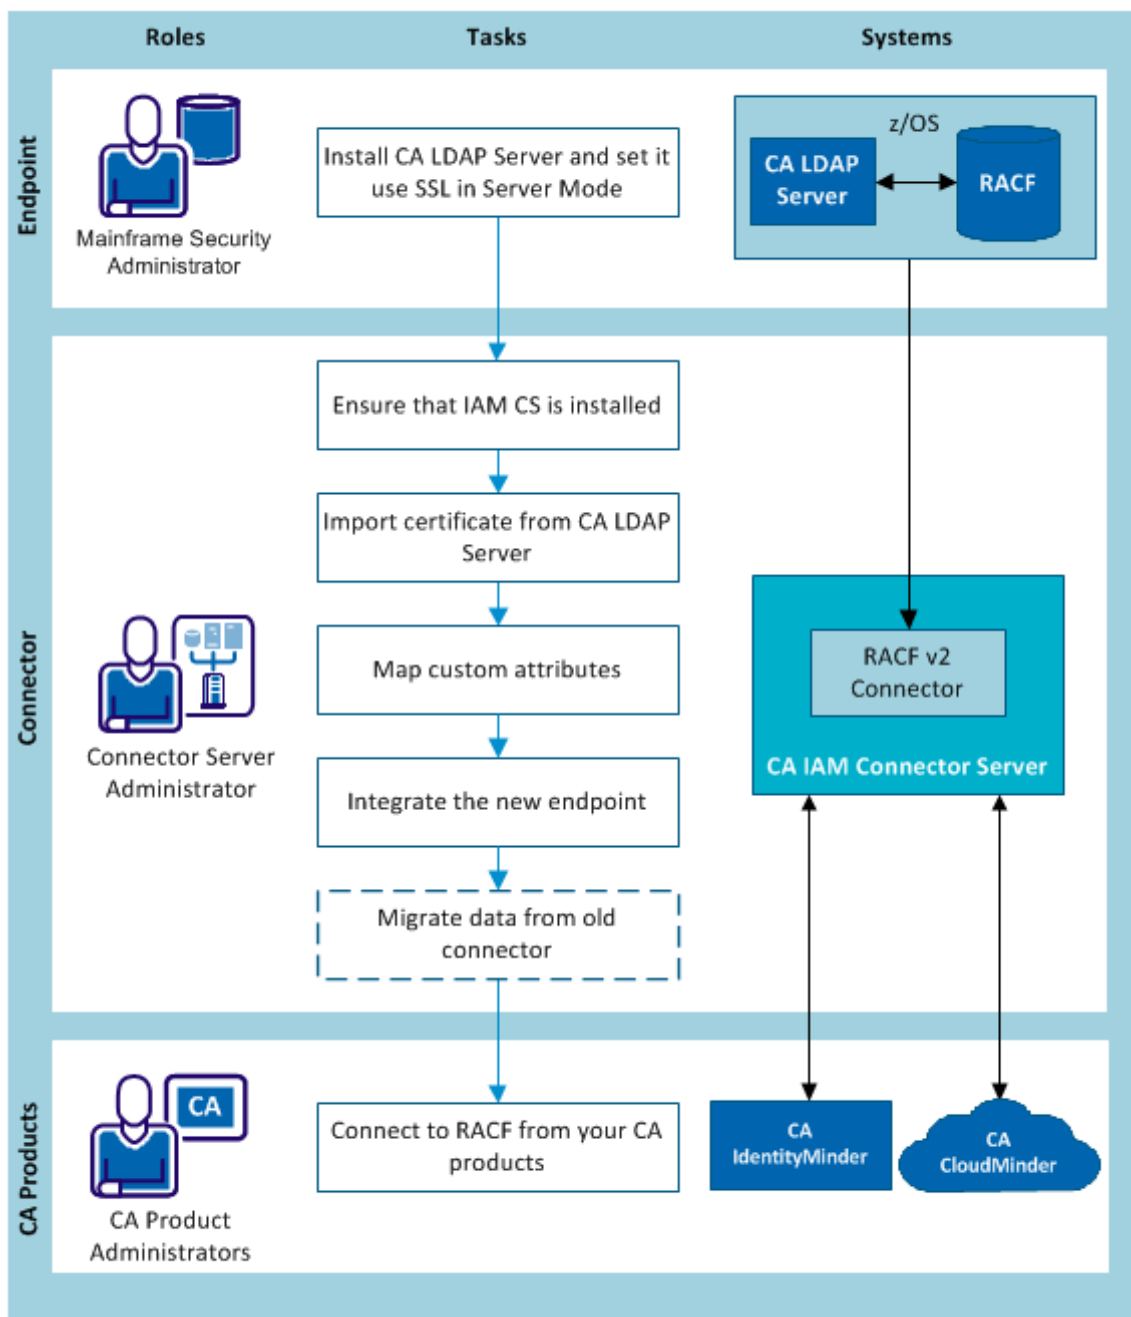 Roles
Tasks
Systems
Endpoint
Mainframe Security
Administrator
Install CA LDAP Server and set it
use SSL in Server Mode
z/OS
CA LDAP
Server
RACF
Connector
Connector Server
Administrator
Ensure that IAM CS is installed
Import certificate from CA LDAP
Server
Map custom attributes
Integrate the new endpoint
Migrate data from old
connector
RACF v2
Connector
CA IAM Connector Server
CA Products
CA
CA Product
Administrators
Connect to RACF from your CA
products
CA
IdentityMinder
CA
CloudMinder